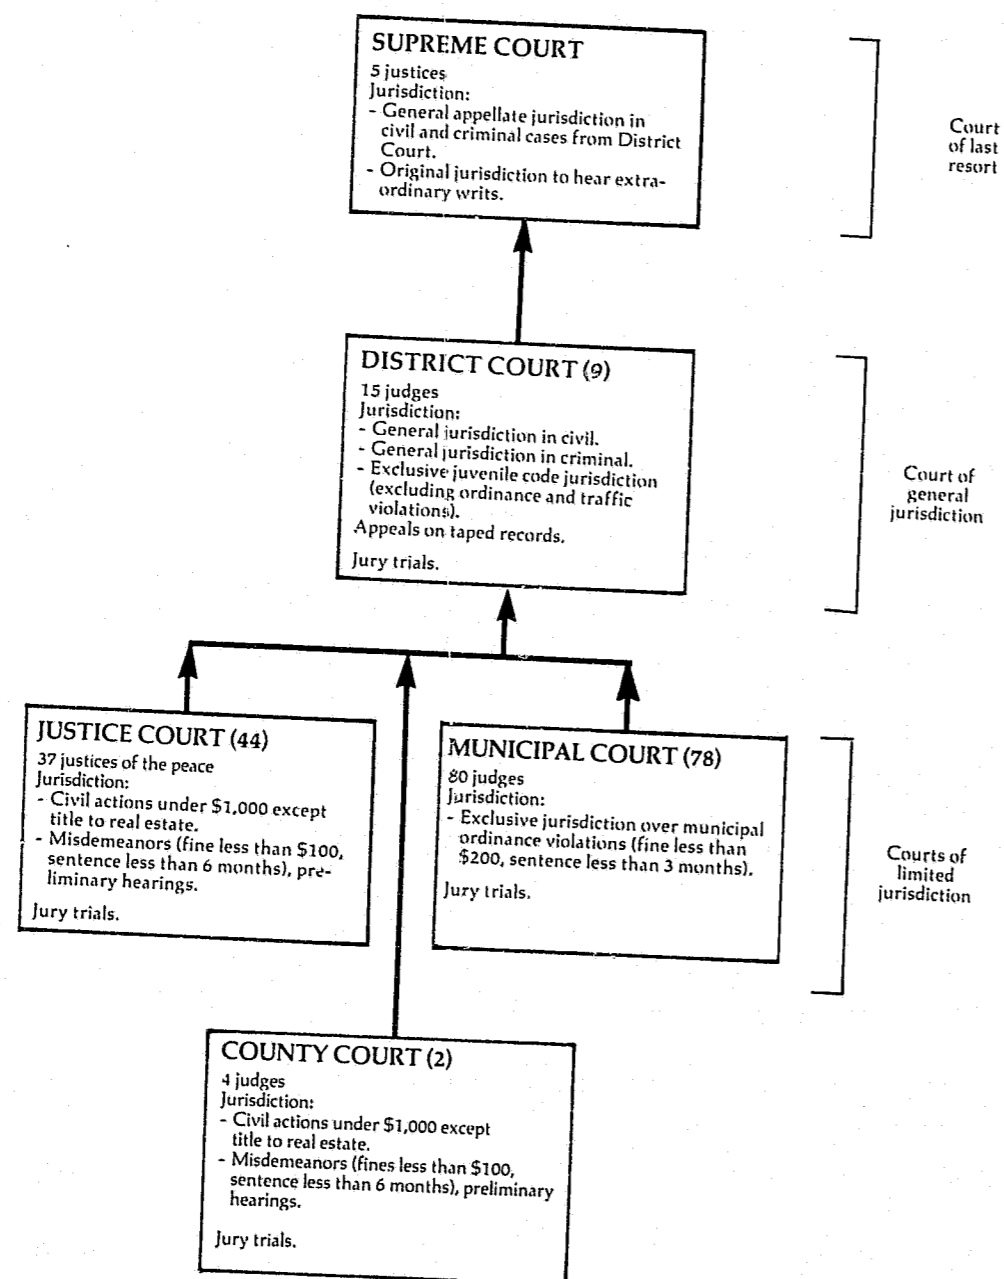 SUPREME COURT
5 justices
Jurisdiction:
- General appellate jurisdiction in
civil and criminal cases from District
Court.
- Original jurisdiction to hear extra-
ordinary writs.
Court
of last
resort
DISTRICT COURT (9)
15 judges
Jurisdiction:
- General jurisdiction in civil.
- General jurisdiction in criminal.
- Exclusive juvenile code jurisdiction
(excluding ordinance and traffic
violations).
Appeals on taped records.
Jury trials.
Court of
general
jurisdiction
JUSTICE COURT (44)
37 justices of the peace
Jurisdiction:
- Civil actions under $1,000 except
title to real estate.
- Misdemeanors (fine less than $100,
sentence less than 6 months), pre-
liminary hearings.
Jury trials.
MUNICIPAL COURT (78)
80 judges
Jurisdiction:
- Exclusive jurisdiction over municipal
ordinance violations (fine less than
$200, sentence less than 3 months).
Jury trials.
Courts of
limited
jurisdiction
COUNTY COURT (2)
4 judges
Jurisdiction:
- Civil actions under $1,000 except
title to real estate.
- Misdemeanors (fines less than $100,
sentence less than 6 months), preliminary
hearings.
Jury trials.